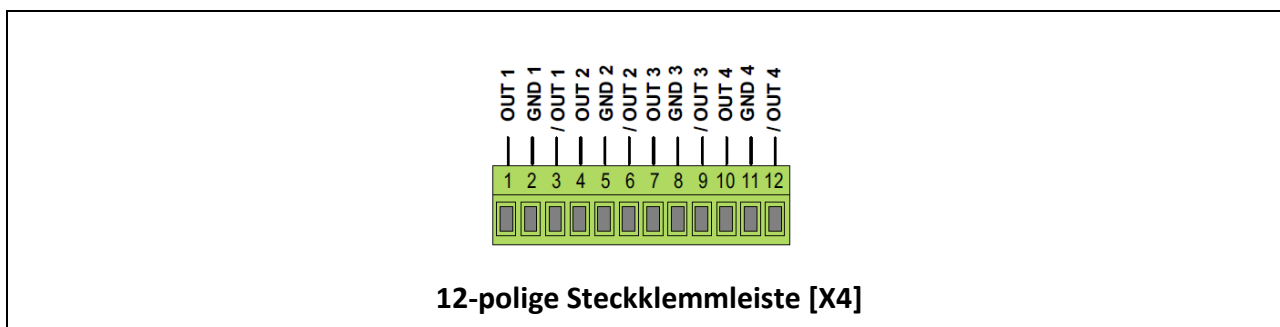 OUT 1 GND 1 / OUT 1 OUT 2 GND 2 / OUT 2 OUT 3 GND 3 / OUT 3 OUT 4 GND 4 / OUT 4
1 2 3 4 5 6 7 8 9 10 11 12
12-polige Steckklemmleiste [X4]